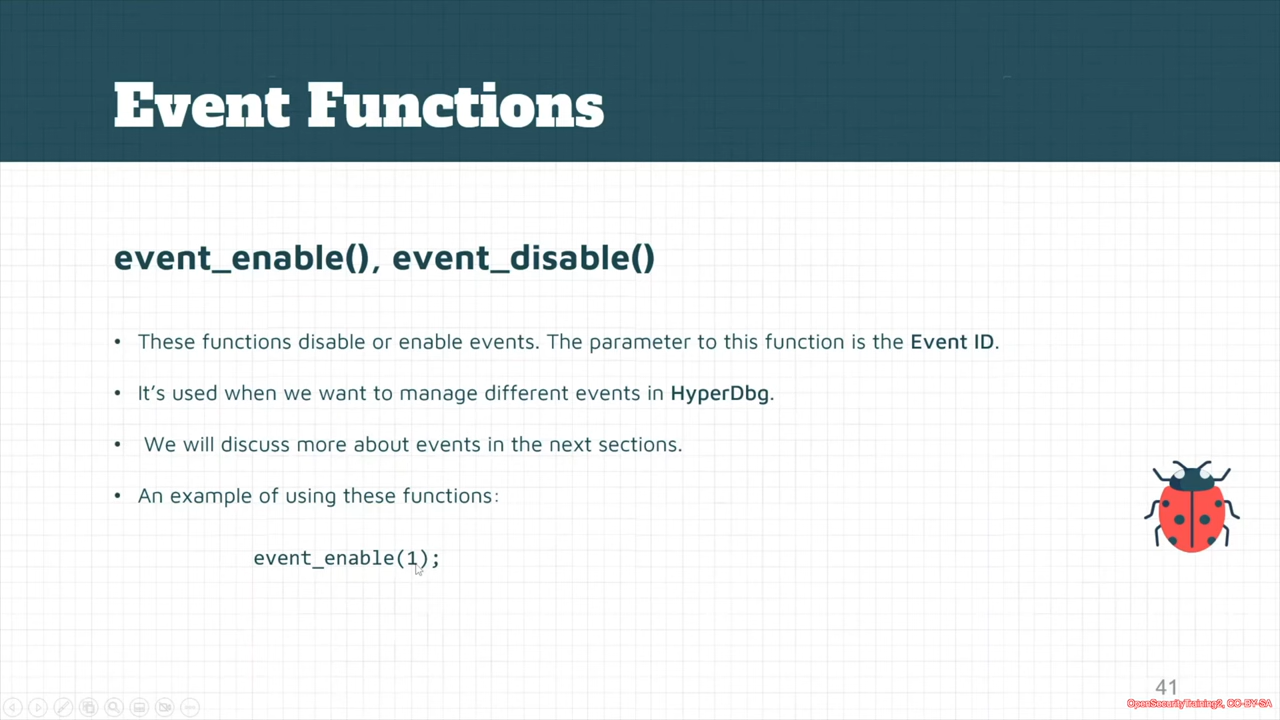 Event Functions
event_enable(), event_disable()
• These functions disable or enable events. The parameter to this function is the Event ID.
• It’s used when we want to manage different events in HyperDbg.
• We will discuss more about events in the next sections.
• An example of using these functions:
event_enable(1);
41
OpenSecurityTraining2, CC-BY-SA